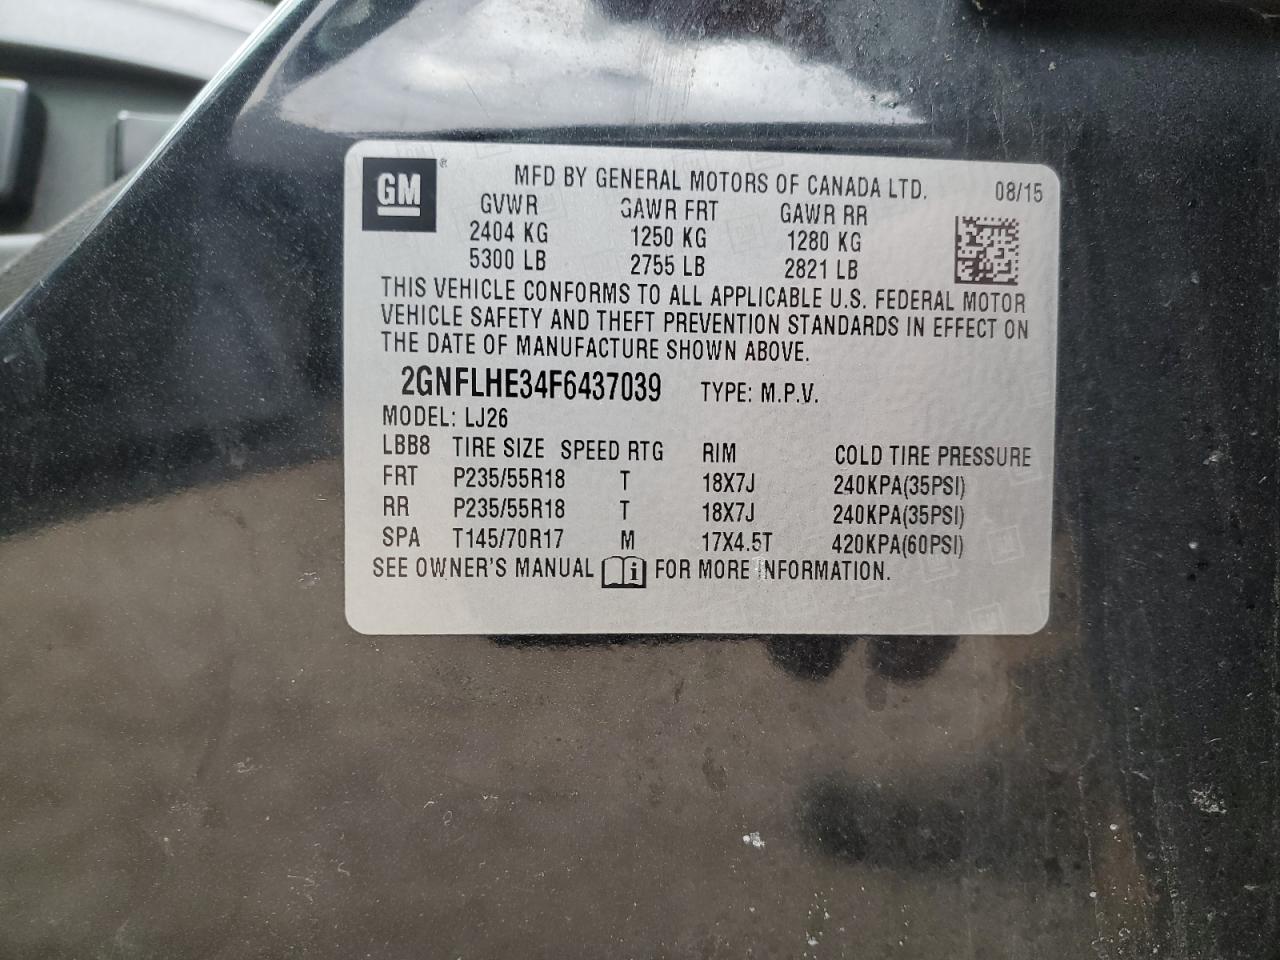 GM ® MFD BY GENERAL MOTORS OF CANADA LTD. 08/15
GVWR GAWR FRT GAWR RR
2404 KG 1250 KG 1280 KG
5300 LB 2755 LB 2821 LB
THIS VEHICLE CONFORMS TO ALL APPLICABLE U.S. FEDERAL MOTOR
VEHICLE SAFETY AND THEFT PREVENTION STANDARDS IN EFFECT ON
THE DATE OF MANUFACTURE SHOWN ABOVE.
2GNFLHE34F6437039 TYPE: M.P.V.
MODEL: LJ26
LBB8 TIRE SIZE SPEED RTG RIM COLD TIRE PRESSURE
FRT P235/55R18 T 18X7J 240KPA(35PSI)
RR P235/55R18 T 18X7J 240KPA(35PSI)
SPA T145/70R17 M 17X4.5T 420KPA(60PSI)
SEE OWNER'S MANUAL i FOR MORE INFORMATION.